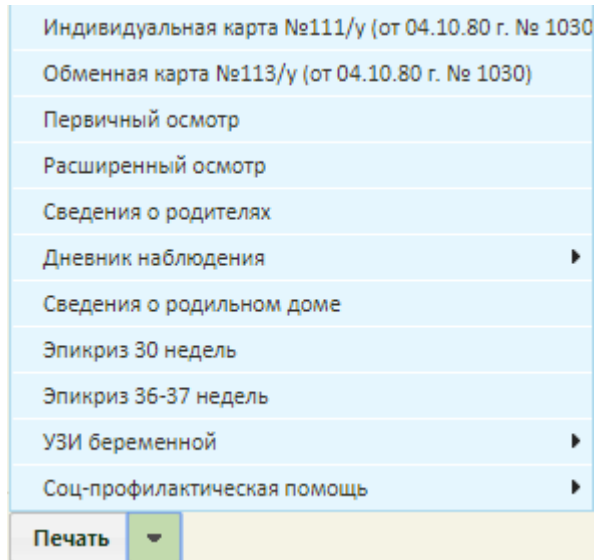 Индивидуальная карта №111/у (от 04.10.80 г. № 1030
Обменная карта №113/у (от 04.10.80 г. № 1030)
Первичный осмотр
Расширенный осмотр
Сведения о родителях
Дневник наблюдения
Сведения о родильном доме
Эпикриз 30 недель
Эпикриз 36-37 недель
УЗИ беременной
Соц-профилактическая помощь
Печать